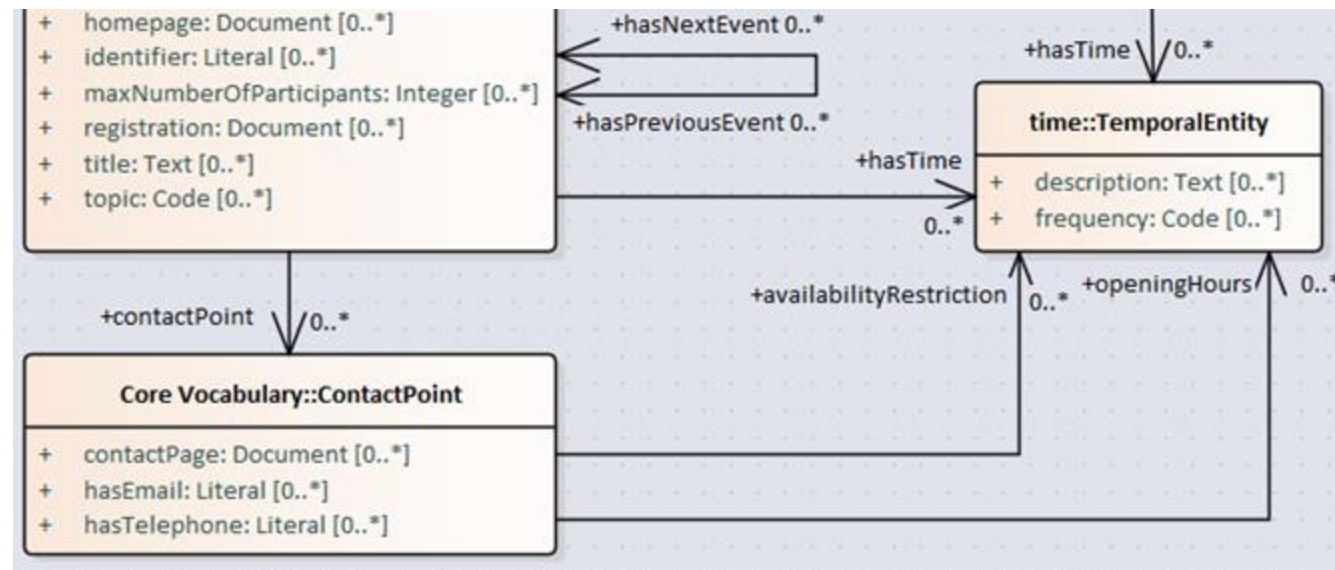 + homepage: Document [0..*]
+ identifier: Literal [0..*]
+ maxNumberOfParticipants: Integer [0..*]
+ registration: Document [0..*]
+ title: Text [0..*]
+ topic: Code [0..*]
+hasNextEvent 0..*
+hasPreviousEvent 0..*
+hasTime 0..*
time::TemporalEntity
+ description: Text [0..*]
+ frequency: Code [0..*]
+hasTime
0..*
+contactPoint 0..*
+availabilityRestriction 0..*
+openingHours 0..*
Core Vocabulary::ContactPoint
+ contactPage: Document [0..*]
+ hasEmail: Literal [0..*]
+ hasTelephone: Literal [0..*]